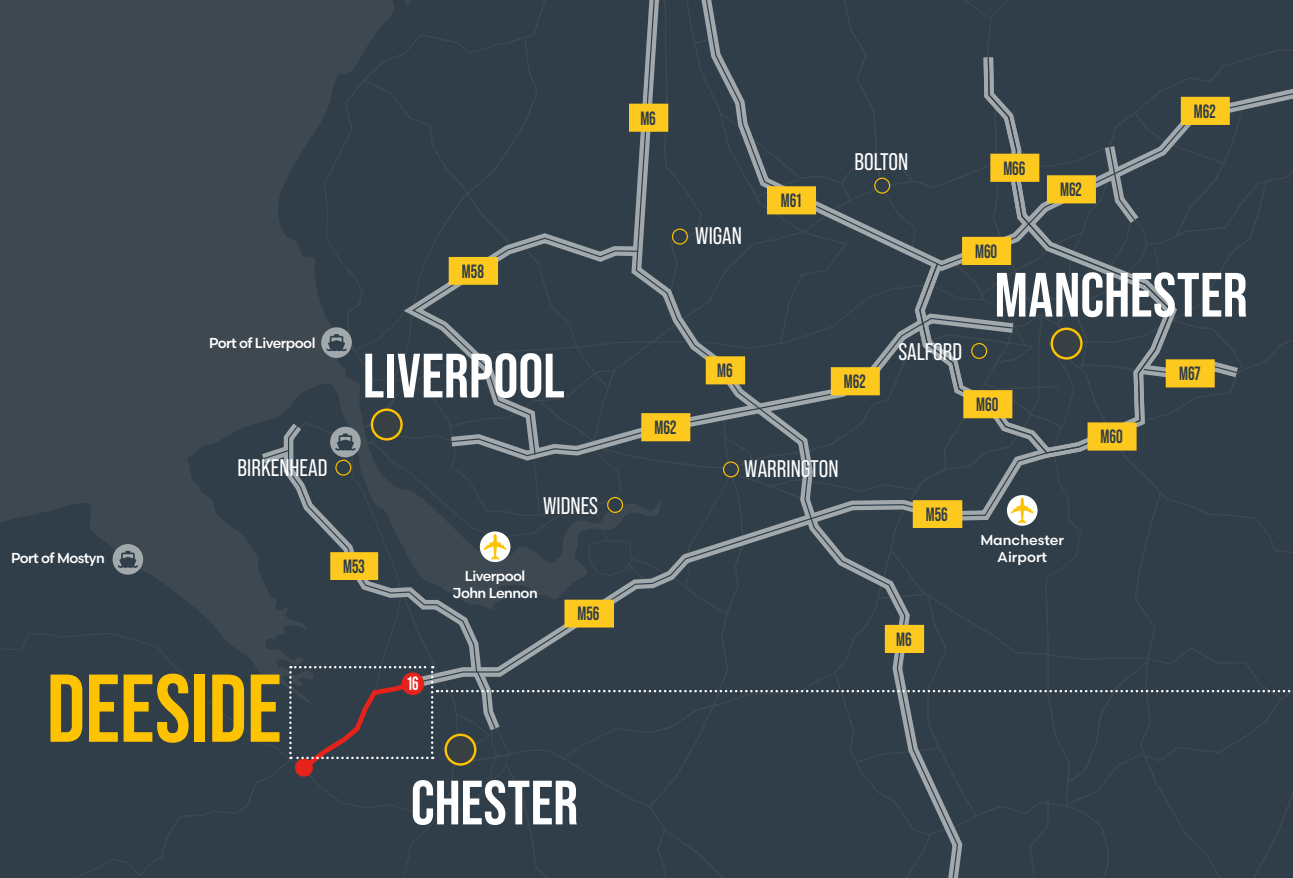 M6
M62
BOLTON
M66
M62
M61
WIGAN
M60
M58
MANCHESTER
Port of Liverpool
SALFORD
LIVERPOOL
M6
M62
M67
M60
M62
M60
BIRKENHEAD
WARRINGTON
WIDNES
M56
Manchester
Airport
Port of Mostyn
M53
Liverpool
John Lennon
M56
M6
16
DEESIDE
CHESTER